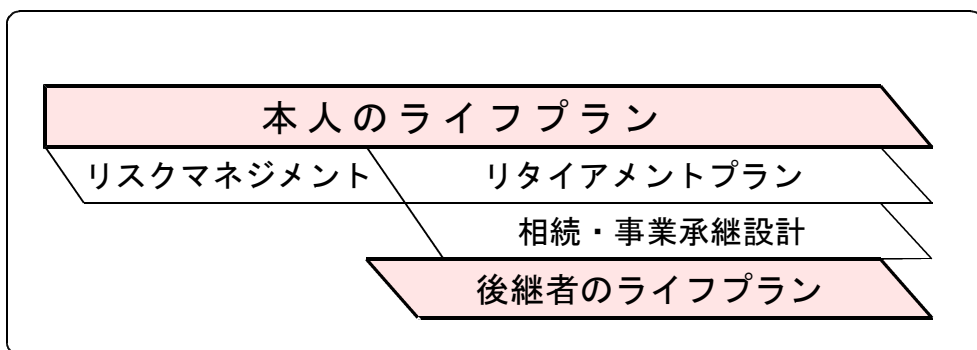 本人のライフプラン
リスクマネジメント リタイアメントプラン
相続・事業承継設計
後継者のライフプラン